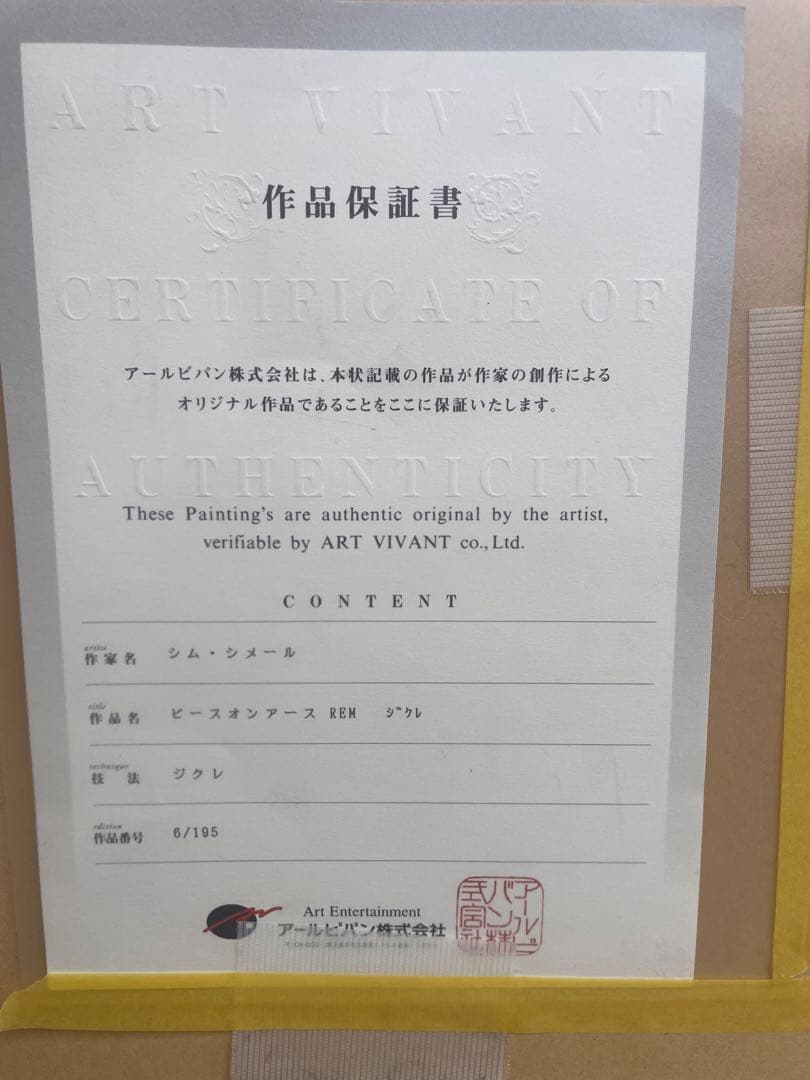 ART VIVANT
作品保証書
CERTIFICATE OF
アールビバン株式会社は、本状記載の作品が作家の創作による
オリジナル作品であることをここに保証いたします。
AUTHENTICITY
These Painting's are authentic original by the artist,
verifiable by ART VIVANT co., Ltd.
CONTENT
artist
作家名 シム・シメール
title
作品名 ピースオンアース REM ｼﾞｸﾚ
technique
技法 ジクレ
edition
作品番号 6/195
Art Entertainment
アールビバン株式会社